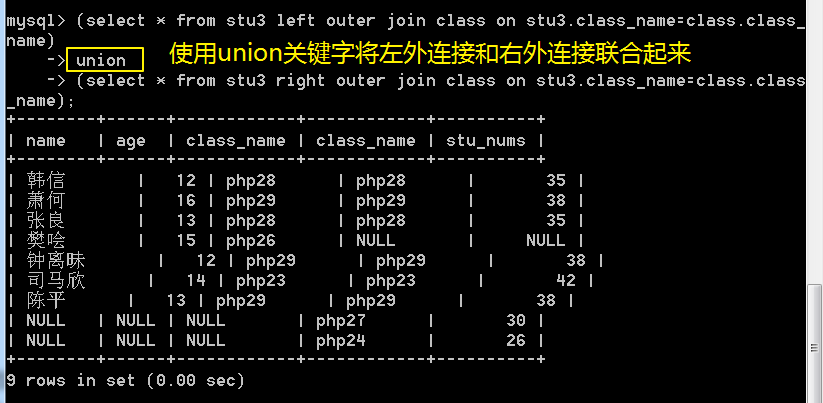 mysql> (select * from stu3 left outer join class on stu3.class_name=class.class_
name)
    -> union 使用union关键字将左外连接和右外连接联合起来
    -> (select * from stu3 right outer join class on stu3.class_name=class.class
_name);
+--------+------+------------+------------+----------+
| name   | age  | class_name | class_name | stu_nums |
+--------+------+------------+------------+----------+
| 韩信       |   12 | php28      | php28      |       35 |
| 萧何       |   16 | php29      | php29      |       38 |
| 张良       |   13 | php28      | php28      |       35 |
| 樊哙       |   15 | php26      | NULL       |     NULL |
| 钟离昧        |   12 | php29      | php29      |       38 |
| 司马欣        |   14 | php23      | php23      |       42 |
| 陈平      |   13 | php29      | php29      |       38 |
| NULL   | NULL | NULL       | php27      |       30 |
| NULL   | NULL | NULL       | php24      |       26 |
+--------+------+------------+------------+----------+
9 rows in set (0.00 sec)